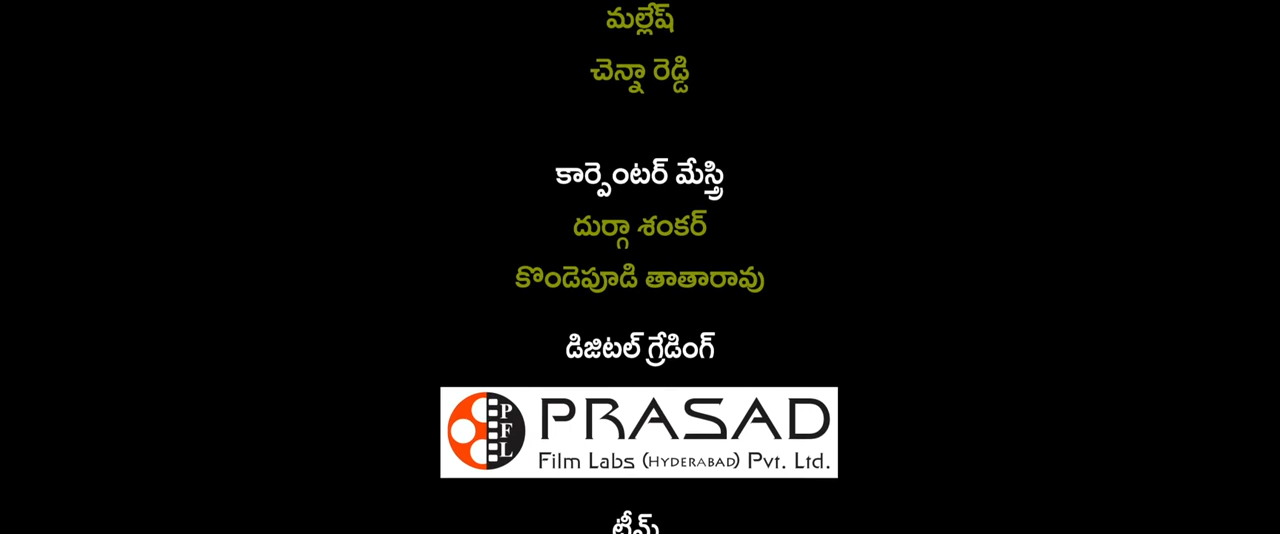 మల్లేష్
చెన్నా రెడ్డి
కార్పెంటర్ మేస్త్రి
దుర్గా శంకర్
కొండెపూడి తాతారావు
డిజిటల్ గ్రేడింగ్
PFL
PRASAD
Film Labs (HYDERABAD) Pvt. Ltd.
టీమ్